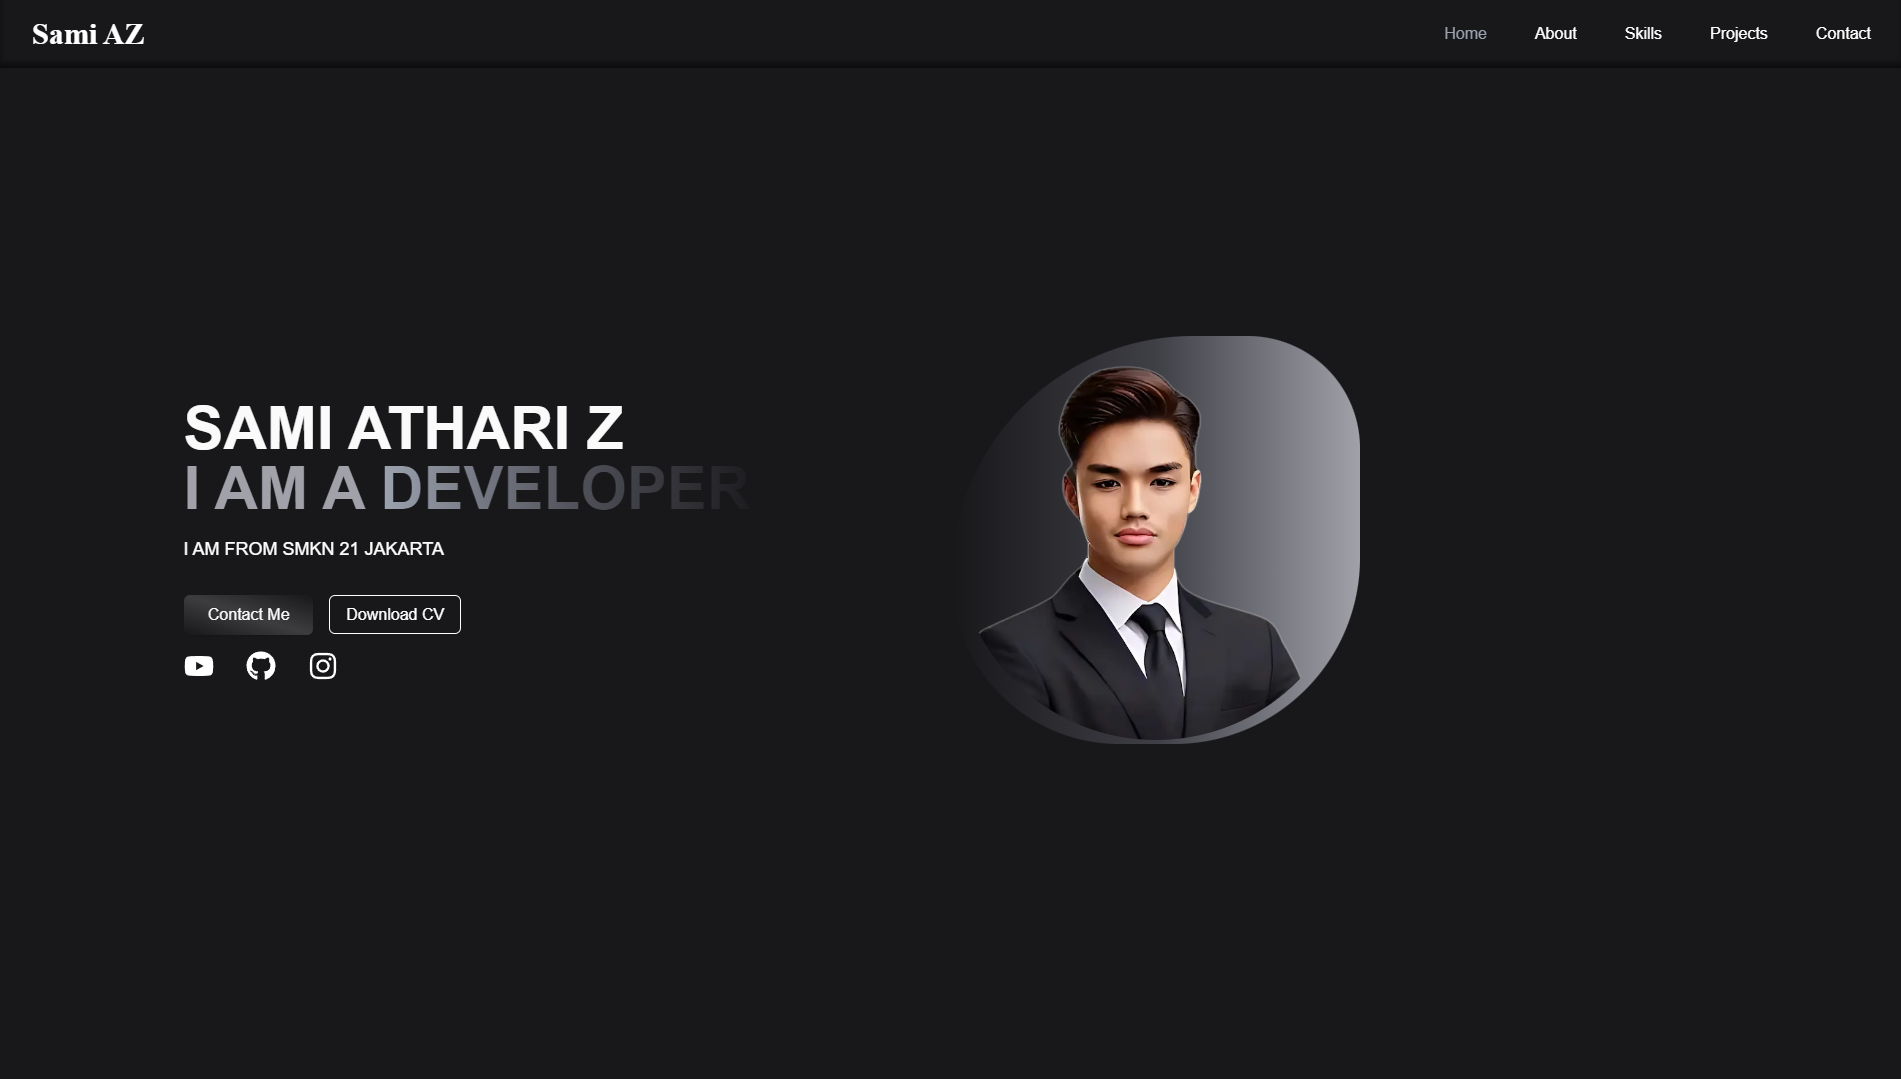 Sami AZ
Home About Skills Projects Contact
SAMI ATHARI Z
I AM A DEVELOPER
I AM FROM SMKN 21 JAKARTA
Contact Me Download CV